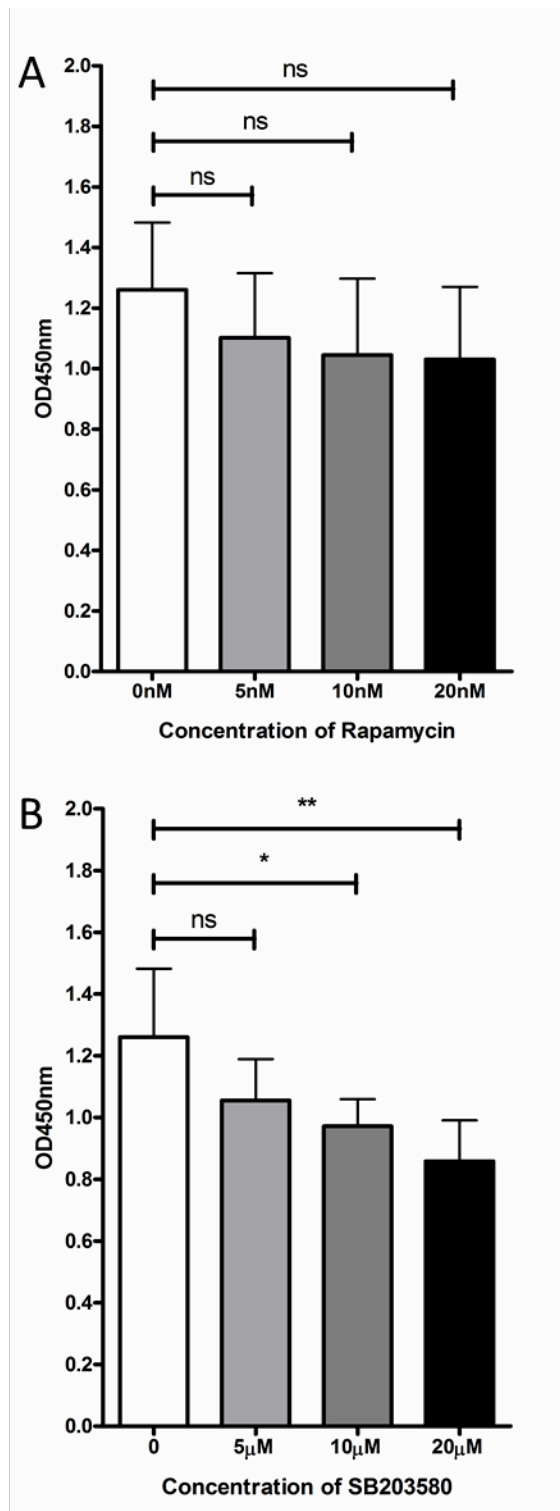 A
2.0
ns
1.8
ns
1.6
ns
1.4
1.2
1.0
OD450nm
0.8
0.6
0.4
0.2
0.0
0nM 5nM 10nM 20nM
Concentration of Rapamycin
B
2.0
**
1.8
*
1.6
ns
1.4
1.2
1.0
OD450nm
0.8
0.6
0.4
0.2
0.0
0 5μM 10μM 20μM
Concentration of SB203580